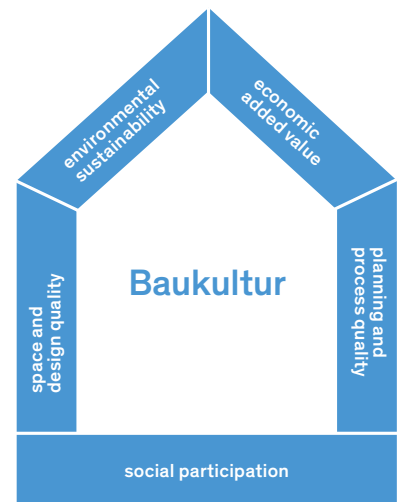 environmental
sustainability
economic
added value
Baukultur
space and
design quality
planning and
process quality
social participation